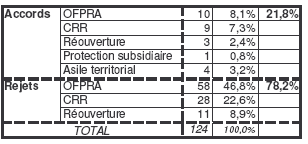 Accords OFPRA 10 8,1% 21,8%
CRR 9 7,3%
Réouverture 3 2,4%
Protection subsidiaire 1 0,8%
Asile territorial 4 3,2%
Rejets OFPRA 58 46,8% 78,2%
CRR 28 22,6%
Réouverture 11 8,9%
TOTAL 124 100,0%